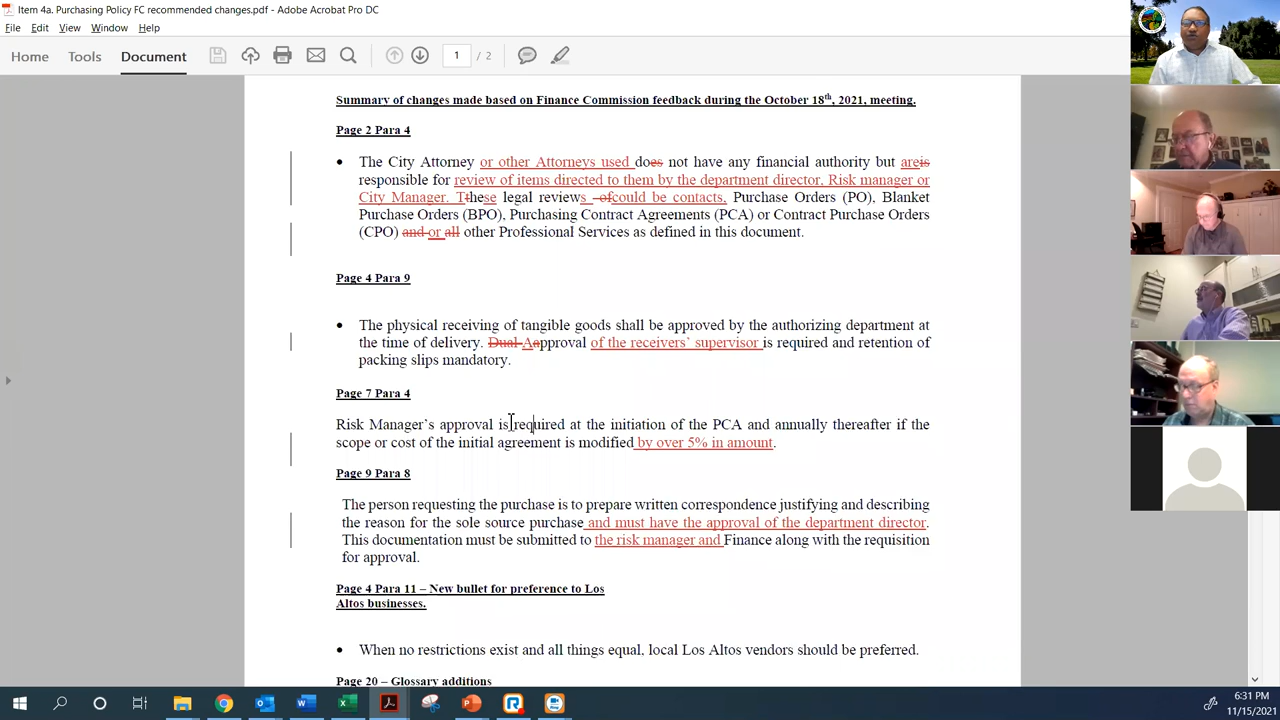 Item 4a. Purchasing Policy FC recommended changes.pdf - Adobe Acrobat Pro DC
File Edit View Window Help
Home Tools Document 1 / 2
Summary of changes made based on Finance Commission feedback during the October 18th, 2021, meeting.
Page 2 Para 4
• The City Attorney or other Attorneys used does not have any financial authority but areis
responsible for review of items directed to them by the department director, Risk manager or
City Manager. Tthese legal reviews ofcould be contacts, Purchase Orders (PO), Blanket
Purchase Orders (BPO), Purchasing Contract Agreements (PCA) or Contract Purchase Orders
(CPO) and or all other Professional Services as defined in this document.
Page 4 Para 9
• The physical receiving of tangible goods shall be approved by the authorizing department at
the time of delivery. Dual Aapproval of the receivers` supervisor is required and retention of
packing slips mandatory.
Page 7 Para 4
Risk Manager’s approval is required at the initiation of the PCA and annually thereafter if the
scope or cost of the initial agreement is modified by over 5% in amount.
Page 9 Para 8
The person requesting the purchase is to prepare written correspondence justifying and describing
the reason for the sole source purchase and must have the approval of the department director.
This documentation must be submitted to the risk manager and Finance along with the requisition
for approval.
Page 4 Para 11 – New bullet for preference to Los
Altos businesses.
• When no restrictions exist and all things equal, local Los Altos vendors should be preferred.
Page 20 – Glossary additions
6:31 PM
11/15/2021